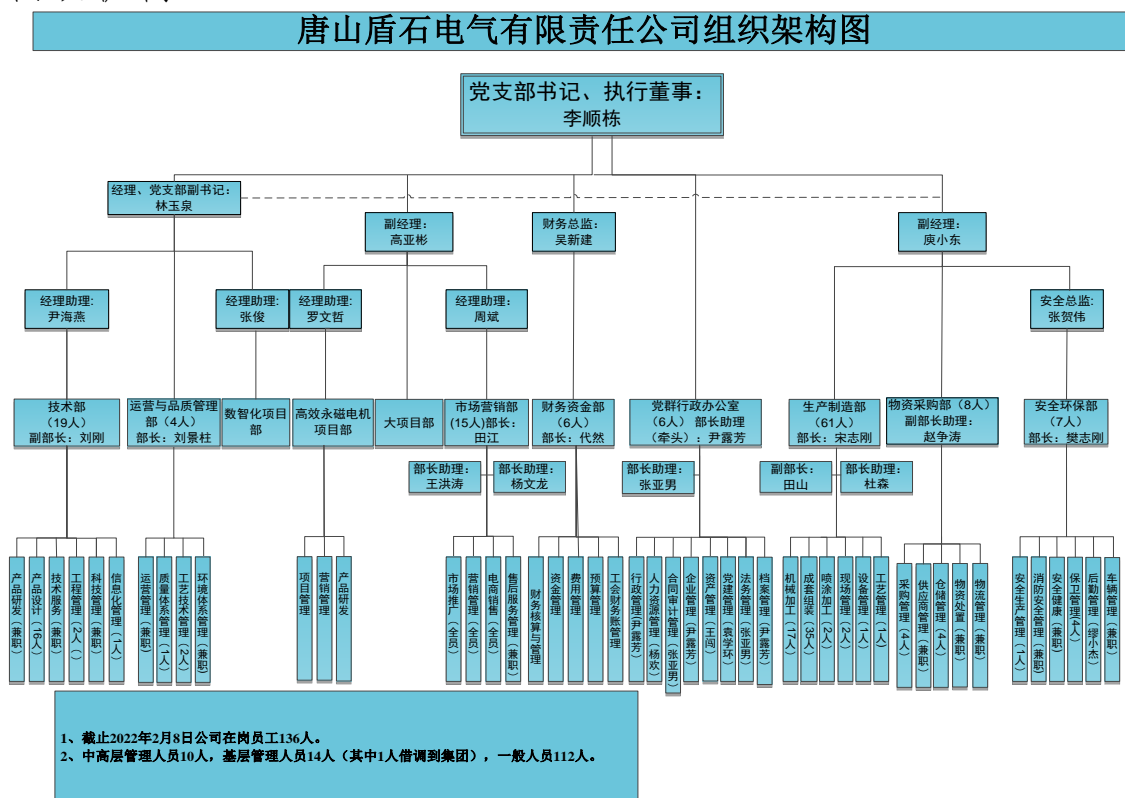 唐山盾石电气有限责任公司组织架构图
党支部书记、执行董事：
李顺栋
经理、党支部副书记：
林玉泉
副经理：
高亚彬
财务总监：
吴新建
副经理：
庾小东
经理助理:
尹海燕
经理助理:
张俊
经理助理:
罗文哲
经理助理:
周斌
安全总监:
张贺伟
技术部
（19人）
副部长：刘刚
运营与品质管理
部（4人）
部长：刘景柱
数智化项目
部
高效永磁电机
项目部
大项目部
市场营销部
(15人)部长：
田江
财务资金部
（6人）
部长：代然
党群行政办公室
（6人） 部长助理
（牵头）：尹露芳
生产制造部
（61人）
部长：宋志刚
物资采购部（8人）
副部长助理：
赵争涛
安全环保部
（7人）
部长：樊志刚
部长助理：
王洪涛
部长助理：
杨文龙
部长助理：
张亚男
副部长：
田山
部长助理：
杜森
产品研发（兼职）
产品设计（16人）
技术服务（兼职）
工程管理（2人（）
科技管理（兼职）
信息化管理（1人）
运营管理（兼职）
质量体系管理（1人）
工艺技术管理（2人）
环境体系管理（兼职）
项目管理
营销管理
产品研发
市场推广（全员）
营销管理（全员）
电商销售（全员）
售后服务管理（兼职）
财务核算与管理
资金管理
费用管理
预算管理
工会财务账管理
行政管理(尹露芳）
人力资源管理（杨欢）
合同审计管理（张亚男）
企业管理（尹露芳）
资产管理（王闯）
党建管理（袁学环）
法务管理（张亚男）
档案管理（尹露芳）
机械加工（17人）
成套组装（35人）
喷涂加工（2人）
现场管理（2人）
设备管理（1人）
工艺管理（1人）
采购管理（4人）
供应商管理（兼职）
仓储管理（4人）
物资处置（兼职）
物流管理（兼职）
安全生产管理（1人）
消防安全管理（兼职）
安全健康（兼职）
保卫管理(4人）
后勤管理（缪小杰）
车辆管理（兼职）
1、截止2022年2月8日公司在岗员工136人。
2、中高层管理人员10人，基层管理人员14人（其中1人借调到集团），一般人员112人。